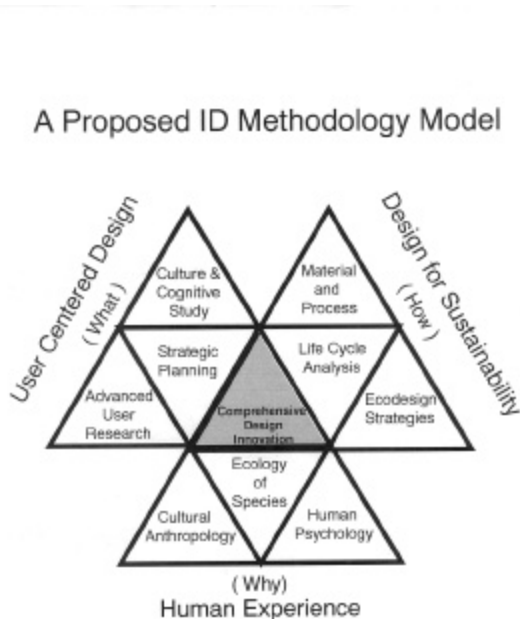 A Proposed ID Methodology Model
User Centered Design
( What )
Design for Sustainability
( How )
Culture &
Cognitive
Study
Material
and
Process
Strategic
Planning
Life Cycle
Analysis
Advanced
User
Research
Comprehensive
Design
Innovation
Ecodesign
Strategies
Ecology
of
Species
Cultural
Anthropology
Human
Psychology
( Why)
Human Experience